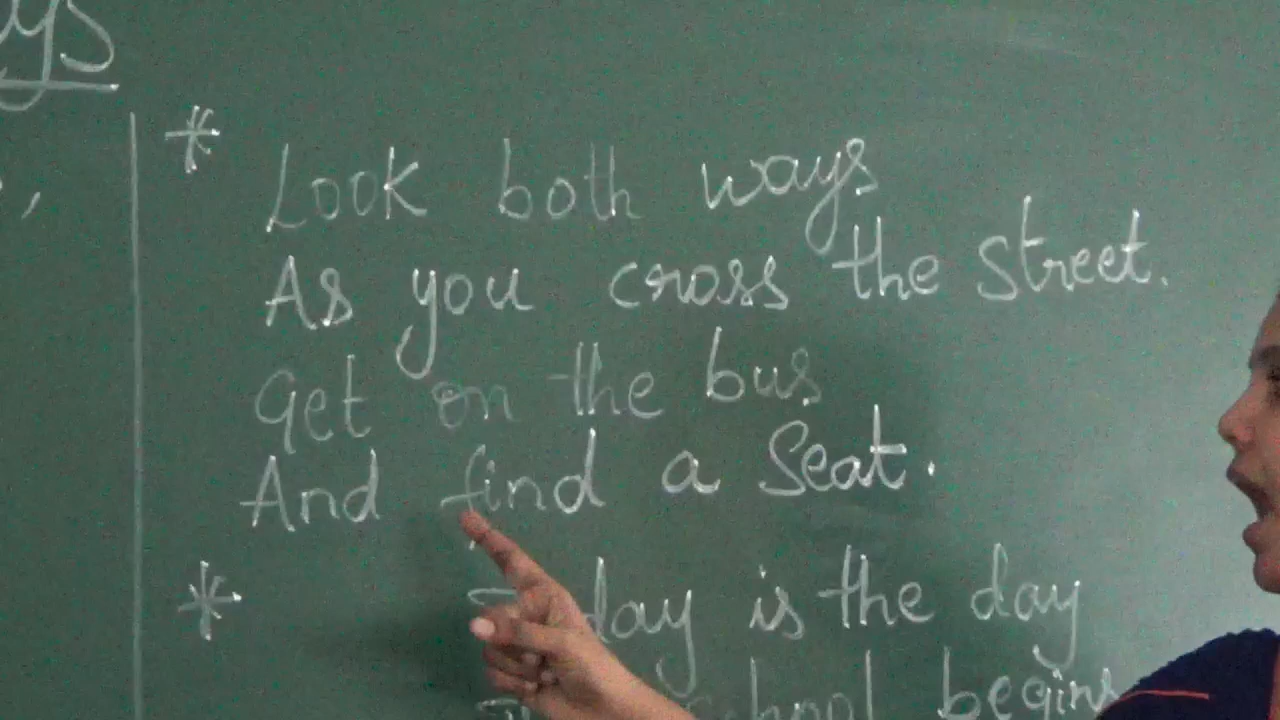 *
Look both ways
As you cross the street.
Get on the bus
And find a Seat.
*
is the day
begins